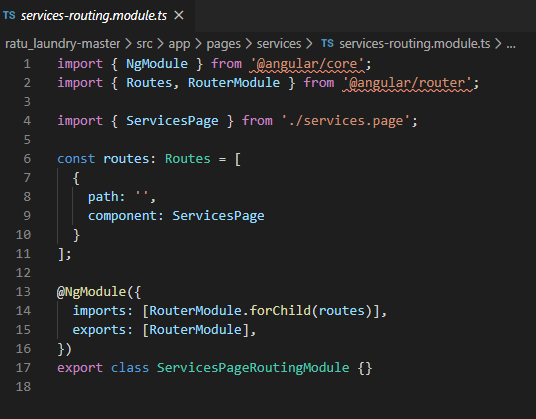 TS services-routing.module.ts ×
ratu_laundry-master > src > app > pages > services > TS services-routing.module.ts > ...
1 import { NgModule } from '@angular/core';
2 import { Routes, RouterModule } from '@angular/router';
3
4 import { ServicesPage } from './services.page';
5
6 const routes: Routes = [
7   {
8     path: '',
9     component: ServicesPage
10   }
11 ];
12
13 @NgModule({
14   imports: [RouterModule.forChild(routes)],
15   exports: [RouterModule],
16 })
17 export class ServicesPageRoutingModule {}
18